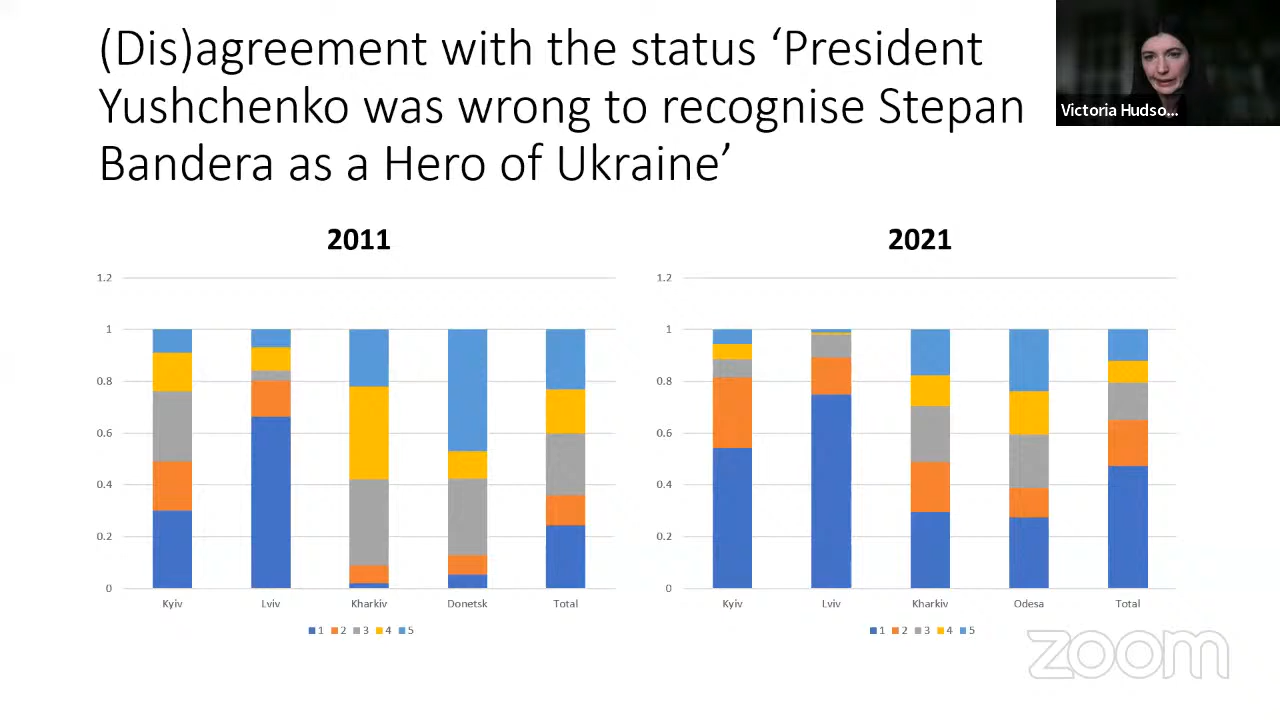 (Dis)agreement with the status ‘President
Yushchenko was wrong to recognise Stepan
Bandera as a Hero of Ukraine’
Victoria Hudso...
2011
1.2
1
0.8
0.6
0.4
0.2
0
Kyiv Lviv Kharkiv Donetsk Total
1 2 3 4 5
2021
1.2
1
0.8
0.6
0.4
0.2
0
Kyiv Lviv Kharkiv Odesa Total
1 2 3 4 5
zoom